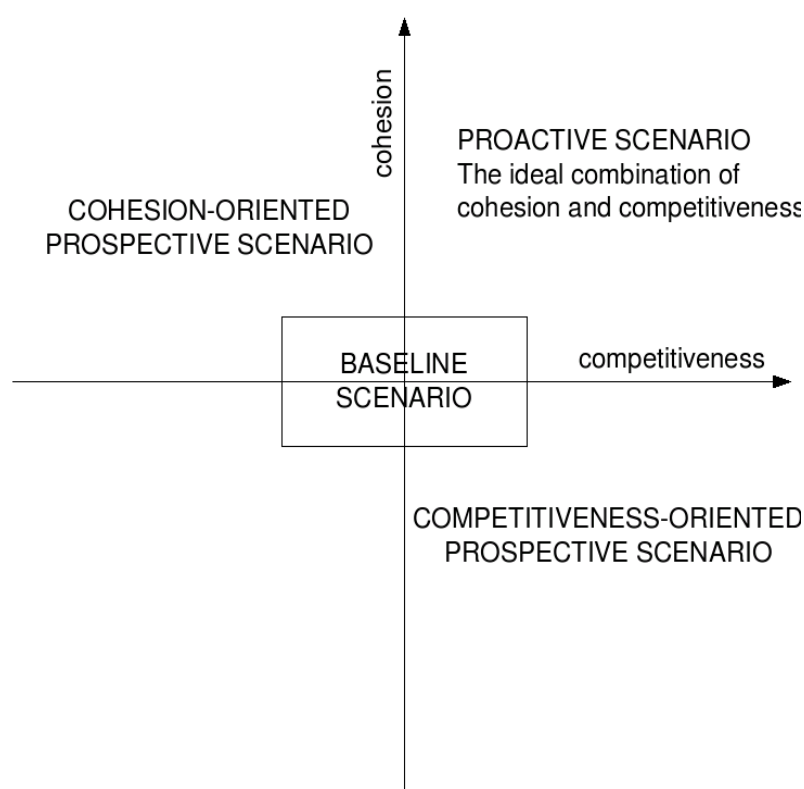 cohesion
PROACTIVE SCENARIO
The ideal combination of
cohesion and competitiveness
COHESION-ORIENTED
PROSPECTIVE SCENARIO
BASELINE
SCENARIO
competitiveness
COMPETITIVENESS-ORIENTED
PROSPECTIVE SCENARIO